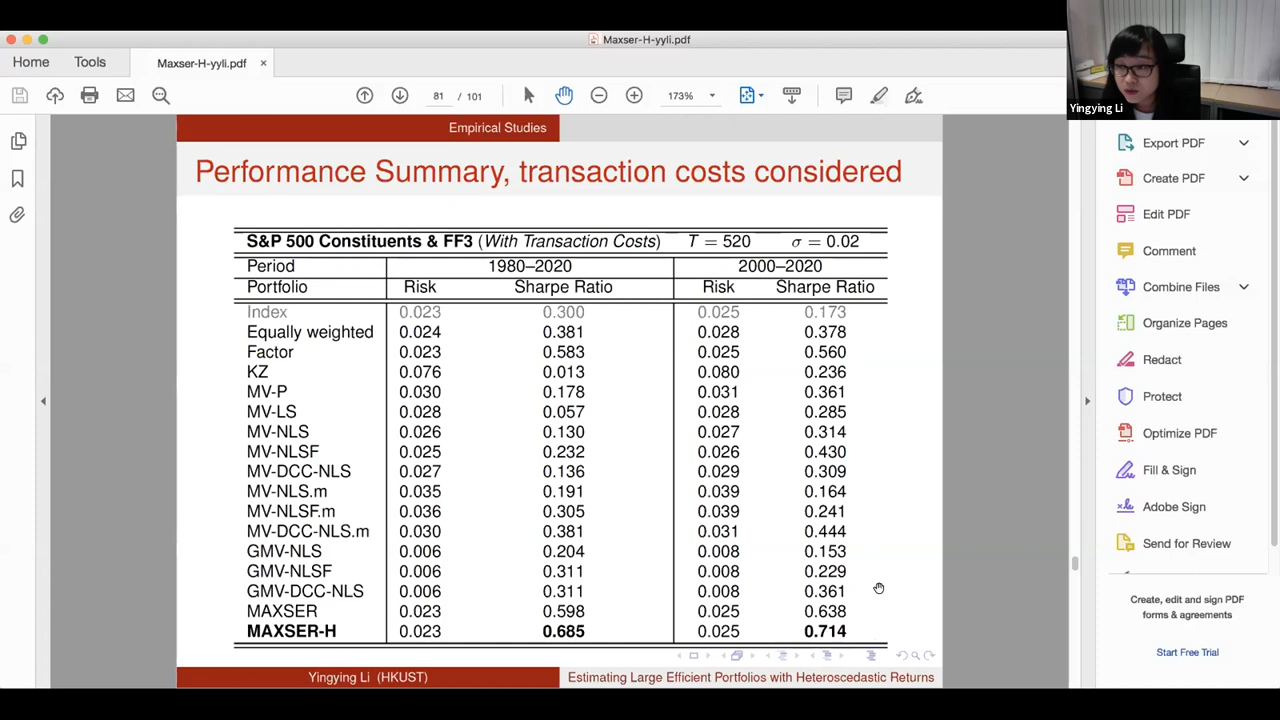 Maxser-H-yyli.pdf
Home Tools Maxser-H-yyli.pdf ×
81 / 101 173%
Yingying Li
Empirical Studies
Performance Summary, transaction costs considered
S&P 500 Constituents & FF3 (With Transaction Costs) T = 520 σ = 0.02
Period 1980–2020 2000–2020
Portfolio Risk Sharpe Ratio Risk Sharpe Ratio
Index 0.023 0.300 0.025 0.173
Equally weighted 0.024 0.381 0.028 0.378
Factor 0.023 0.583 0.025 0.560
KZ 0.076 0.013 0.080 0.236
MV-P 0.030 0.178 0.031 0.361
MV-LS 0.028 0.057 0.028 0.285
MV-NLS 0.026 0.130 0.027 0.314
MV-NLSF 0.025 0.232 0.026 0.430
MV-DCC-NLS 0.027 0.136 0.029 0.309
MV-NLS.m 0.035 0.191 0.039 0.164
MV-NLSF.m 0.036 0.305 0.039 0.241
MV-DCC-NLS.m 0.030 0.381 0.031 0.444
GMV-NLS 0.006 0.204 0.008 0.153
GMV-NLSF 0.006 0.311 0.008 0.229
GMV-DCC-NLS 0.006 0.311 0.008 0.361
MAXSER 0.023 0.598 0.025 0.638
MAXSER-H 0.023 0.685 0.025 0.714
Yingying Li (HKUST) Estimating Large Efficient Portfolios with Heteroscedastic Returns
Export PDF
Create PDF
Edit PDF
Comment
Combine Files
Organize Pages
Redact
Protect
Optimize PDF
Fill & Sign
Adobe Sign
Send for Review
Create, edit and sign PDF
forms & agreements
Start Free Trial